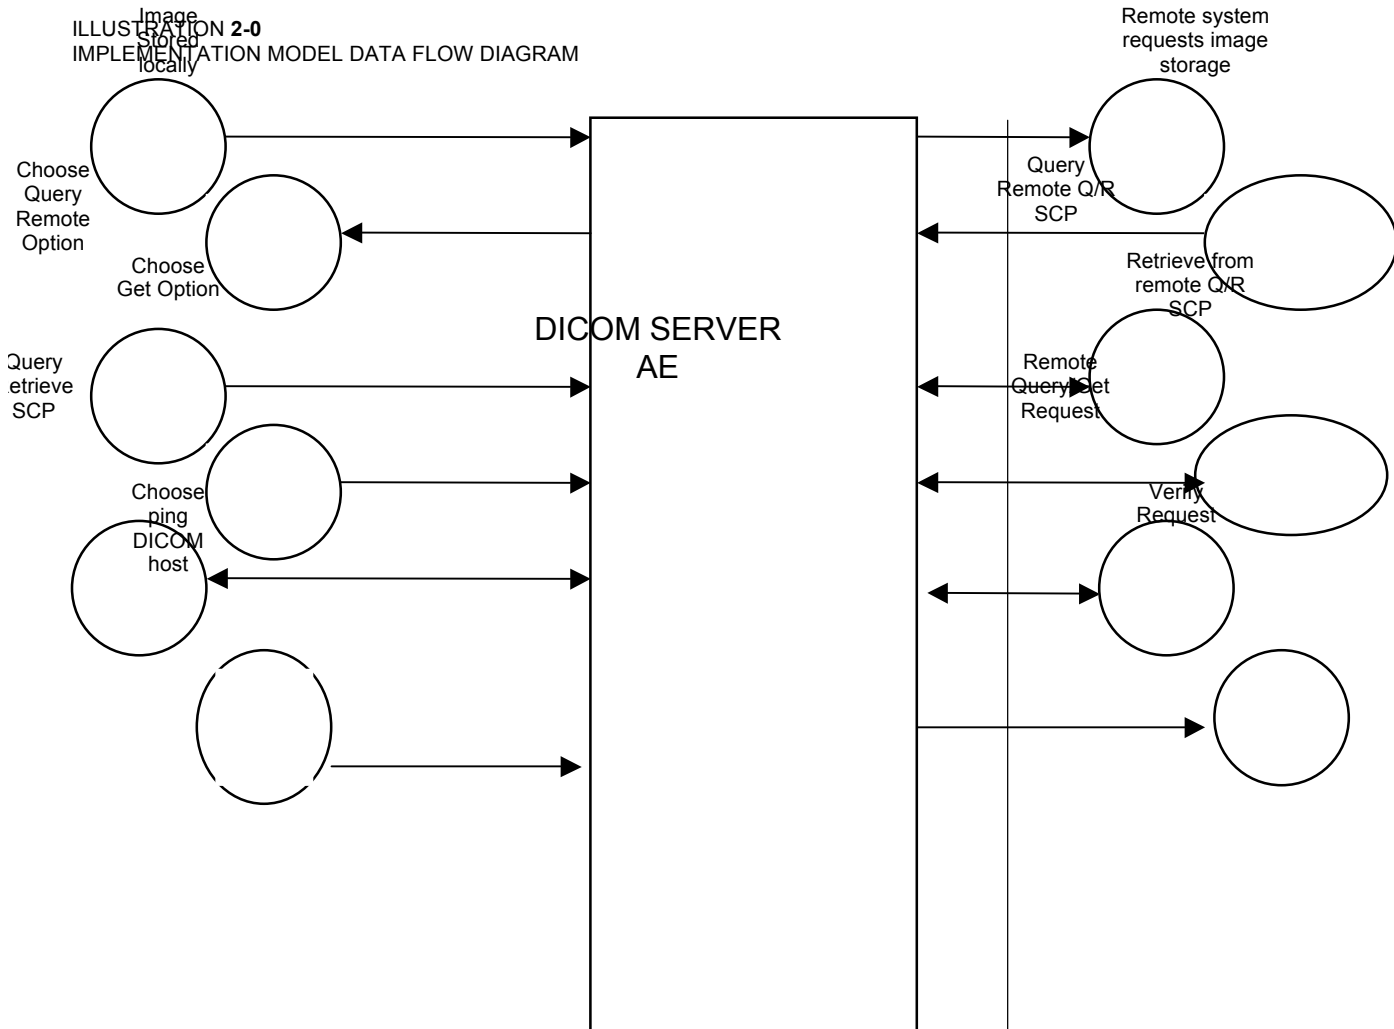 ILLUSTRATION 2-0
IMPLEMENTATION MODEL DATA FLOW DIAGRAM
Image
Stored
locally
Remote system
requests image
storage
Choose
Query
Remote
Option
Query
Remote Q/R
SCP
Choose
Get Option
Retrieve from
remote Q/R
SCP
DICOM SERVER
AE
Query
etrieve
SCP
Remote
Query/Get
Request
Choose
ping
DICOM
host
Verify
Request